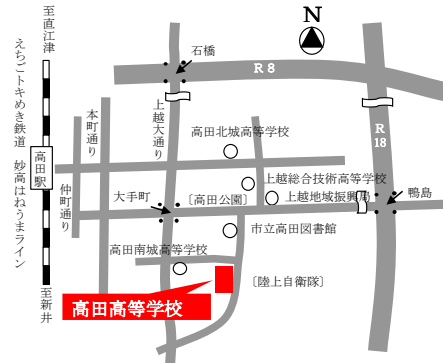 至直江津
えちごトキめき鉄道　妙高はねうまライン
高田駅
至新井
仲町通り
本町通り
上越大通り
石橋
N
R 8
R 18
高田北城高等学校
上越総合技術高等学校
上越地域振興局
鴨島
大手町
〔高田公園〕
市立高田図書館
高田南城高等学校
〔陸上自衛隊〕
高田高等学校